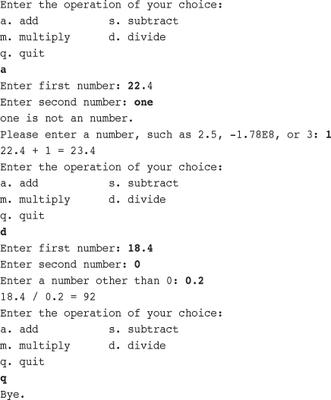 Enter the operation of your choice:
a. add           s. subtract
m. multiply      d. divide
q. quit
a
Enter first number: 22.4
Enter second number: one
one is not an number.
Please enter a number, such as 2.5, -1.78E8, or 3: 1
22.4 + 1 = 23.4
Enter the operation of your choice:
a. add           s. subtract
m. multiply      d. divide
q. quit
d
Enter first number: 18.4
Enter second number: 0
Enter a number other than 0: 0.2
18.4 / 0.2 = 92
Enter the operation of your choice:
a. add           s. subtract
m. multiply      d. divide
q. quit
q
Bye.